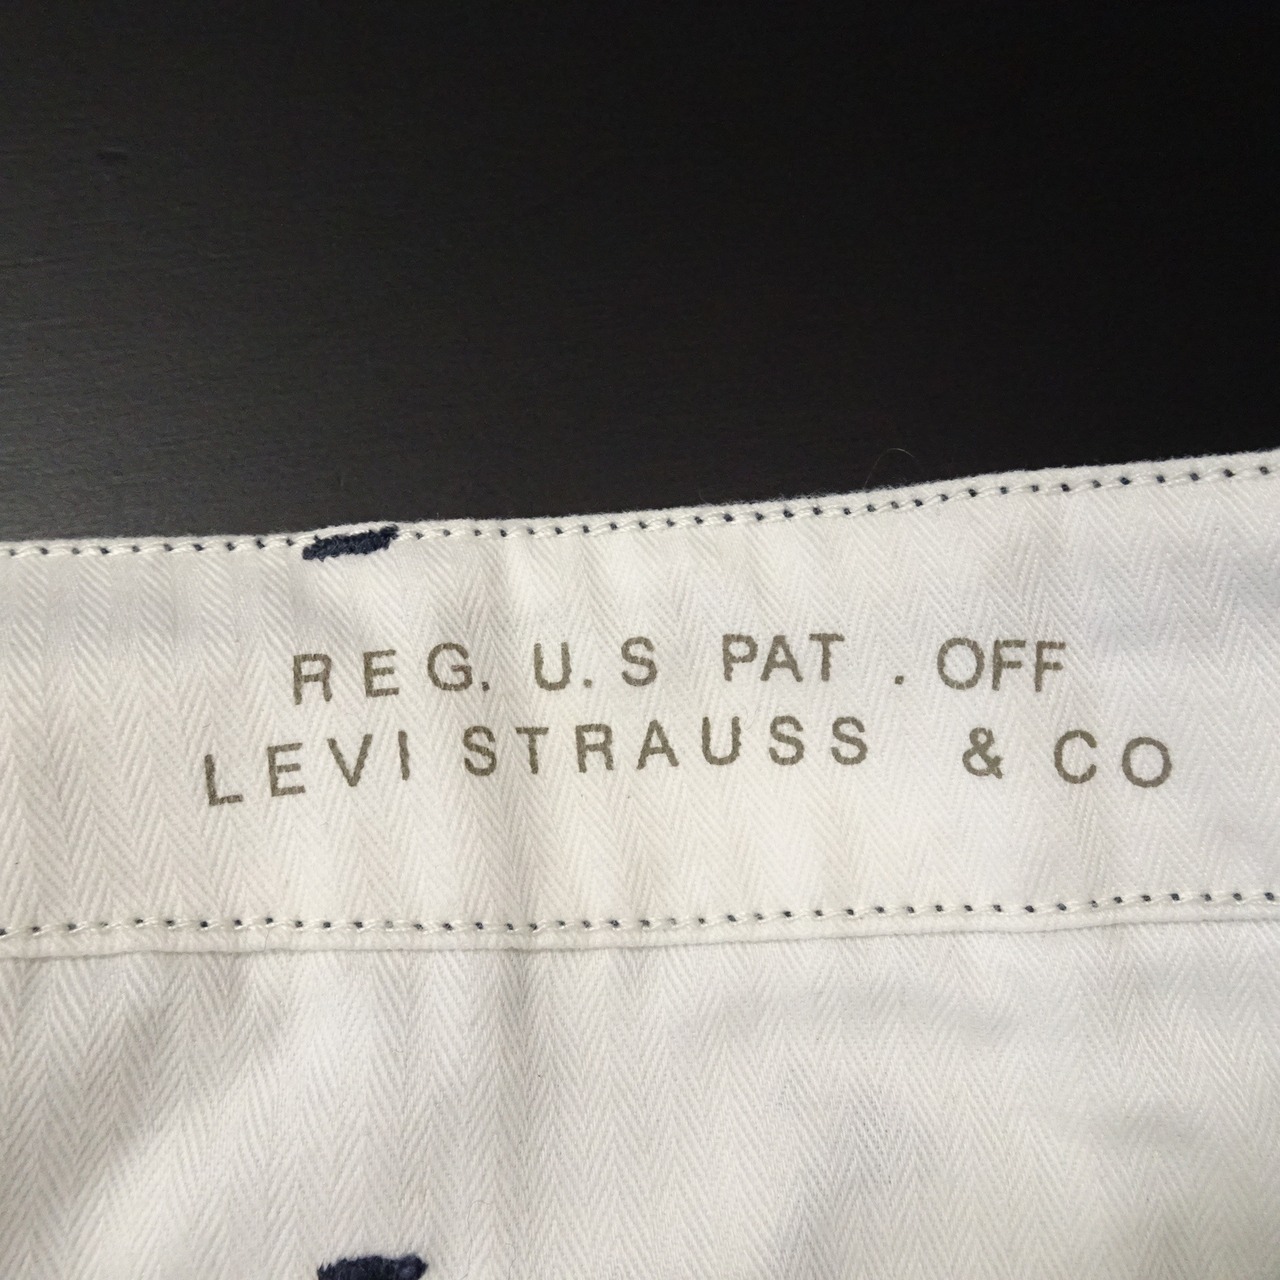 REG. U.S PAT . OFF
LEVI STRAUSS & CO